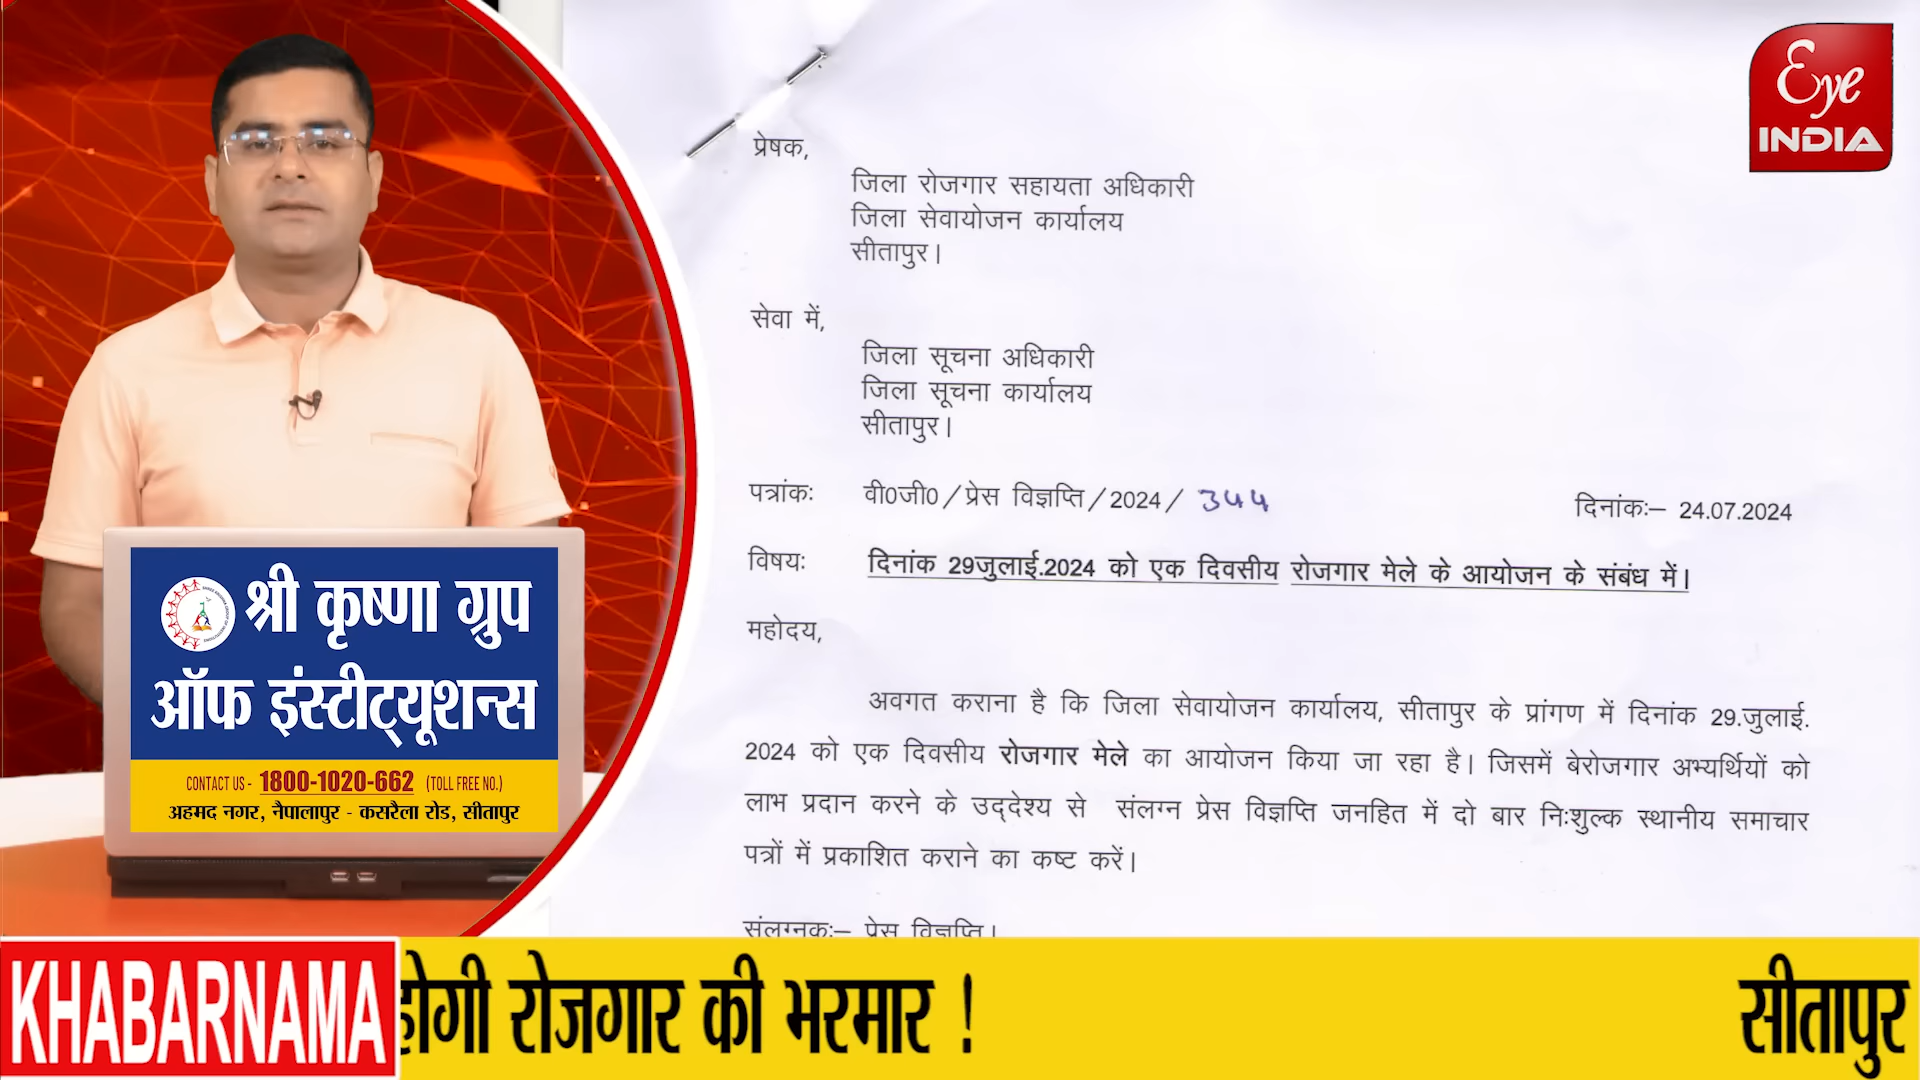 Eye
INDIA
प्रेषक,
जिला रोजगार सहायता अधिकारी
जिला सेवायोजन कार्यालय
सीतापुर।
सेवा में,
जिला सूचना अधिकारी
जिला सूचना कार्यालय
सीतापुर।
पत्रांकः वी0जी0/प्रेस विज्ञप्ति/2024/ 344 दिनांकः– 24.07.2024
विषयः दिनांक 29जुलाई.2024 को एक दिवसीय रोजगार मेले के आयोजन के संबंध में।
महोदय,
अवगत कराना है कि जिला सेवायोजन कार्यालय, सीतापुर के प्रांगण में दिनांक 29.जुलाई.
2024 को एक दिवसीय रोजगार मेले का आयोजन किया जा रहा है। जिसमें बेरोजगार अभ्यर्थियों को
लाभ प्रदान करने के उद्देश्य से संलग्न प्रेस विज्ञप्ति जनहित में दो बार निःशुल्क स्थानीय समाचार
पत्रों में प्रकाशित कराने का कष्ट करें।
संलग्नकः– प्रेस विज्ञप्ति।
श्री कृष्णा ग्रुप
ऑफ इंस्टीट्यूशन्स
CONTACT US - 1800-1020-662 (TOLL FREE NO.)
अहमद नगर, नैपालापुर - कसरैला रोड, सीतापुर
KHABARNAMA होगी रोजगार की भरमार ! सीतापुर